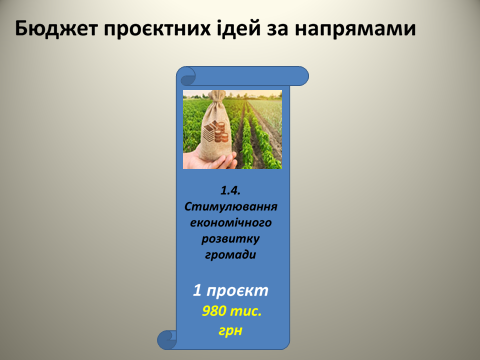 Бюджет проєктних ідей за напрямами
1.4.
Стимулювання
економічного
розвитку
громади
1 проєкт
980 тис.
грн